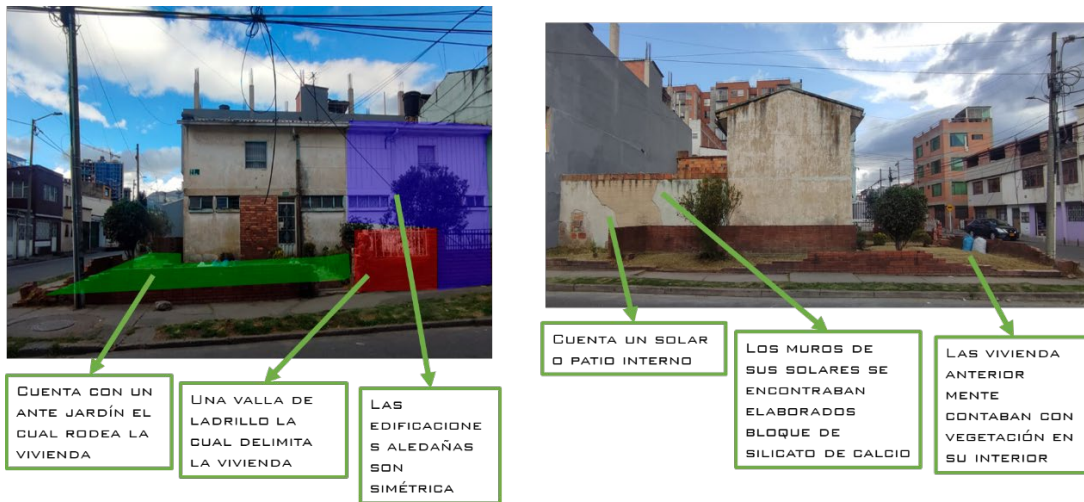 CUENTA CON UN
ANTE JARDÍN EL
CUAL RODEA LA
VIVIENDA
UNA VALLA DE
LADRILLO LA
CUAL DELIMITA
LA VIVIENDA
LAS
EDIFICACIONE
S ALEDAÑAS
SON
SIMÉTRICA
CUENTA UN SOLAR
O PATIO INTERNO
LOS MUROS DE
SUS SOLARES SE
ENCONTRABAN
ELABORADOS
BLOQUE DE
SILICATO DE CALCIO
LAS VIVIENDA
ANTERIOR
MENTE
CONTABAN CON
VEGETACIÓN EN
SU INTERIOR